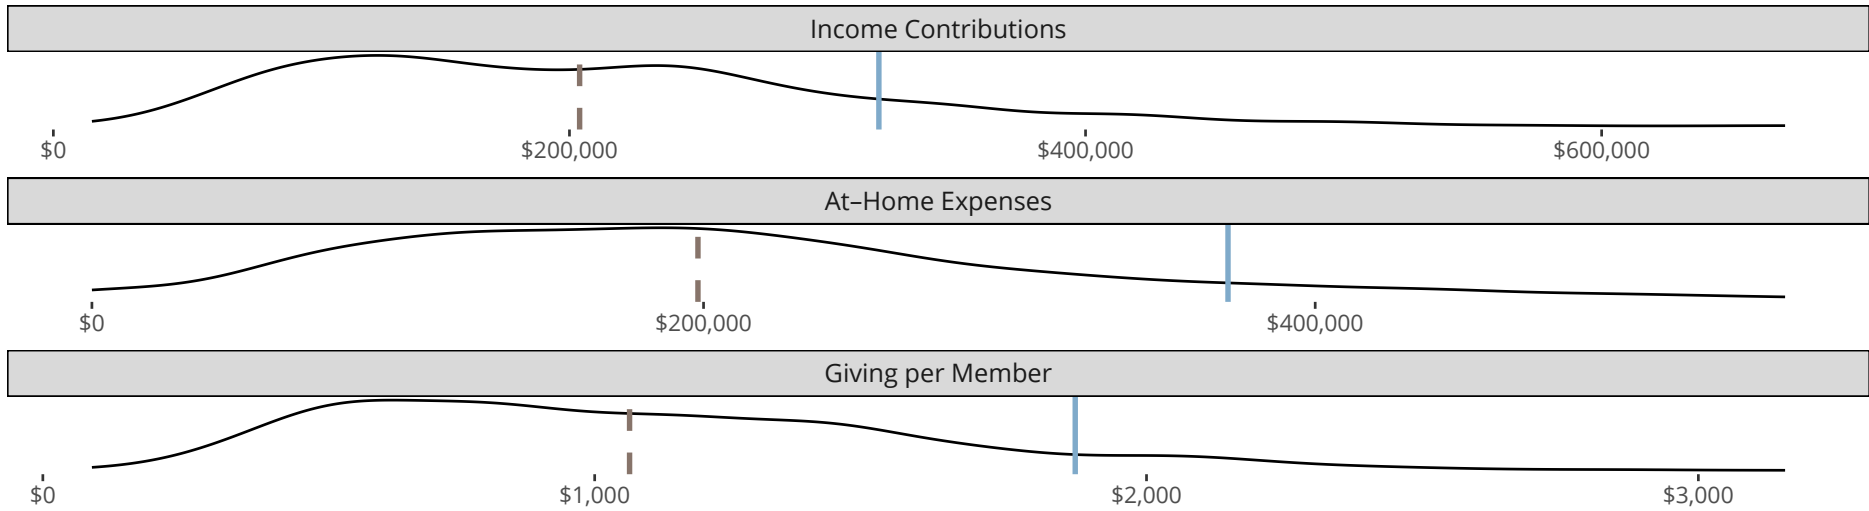 Income Contributions
$0 $200,000 $400,000 $600,000
At–Home Expenses
$0 $200,000 $400,000
Giving per Member
$0 $1,000 $2,000 $3,000